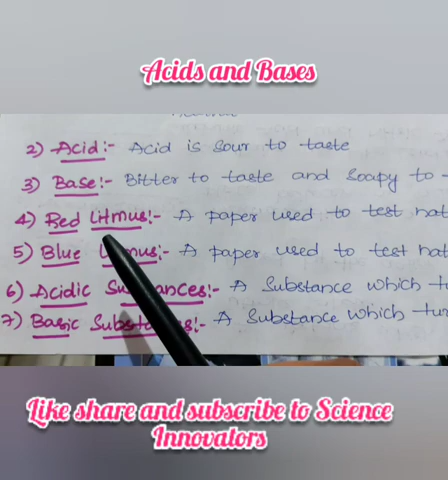 Acids and Bases
2) Acid:- Acid is sour to taste
3) Base:- Bitter to taste and soapy to
4) Red Litmus:- A paper used to test
5) Blue :- A paper used to test
6) Acidic :- A Substance which
7) Basic :- A Substance which
Like share and subscribe to Science
Innovators